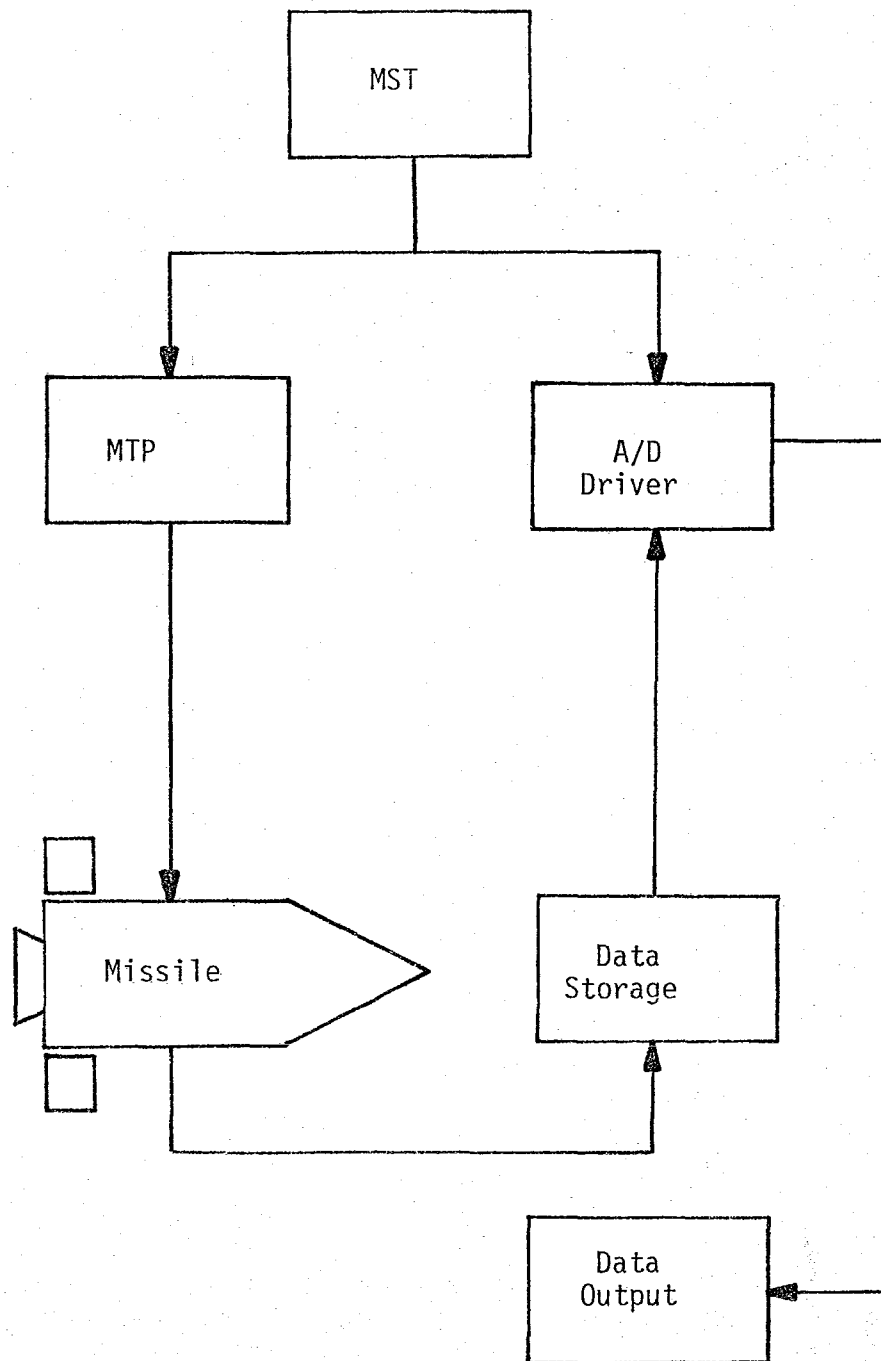 MST
MTP
A/D
Driver
Missile
Data
Storage
Data
Output